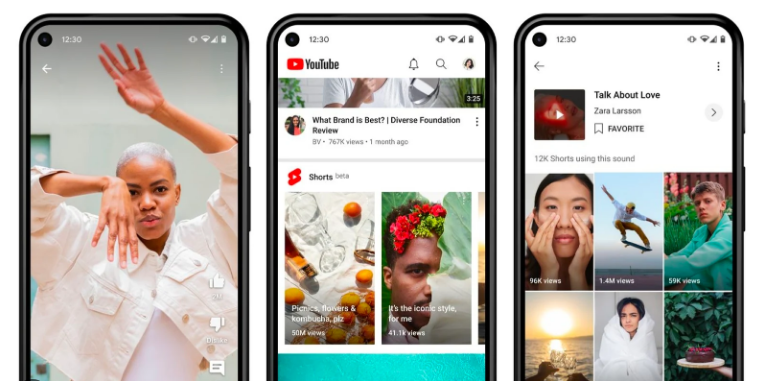 12:30
12:30
YouTube
3:25
What Brand is Best? | Diverse Foundation
Review
BV • 767K views • 1 month ago
Shorts beta
Picnics, flowers &
kombucha, plz
50M views
It's the iconic style,
for me
41.1k views
12:30
Talk About Love
Zara Larsson
FAVORITE
12K Shorts using this sound
96K views
1.4M views
59K views